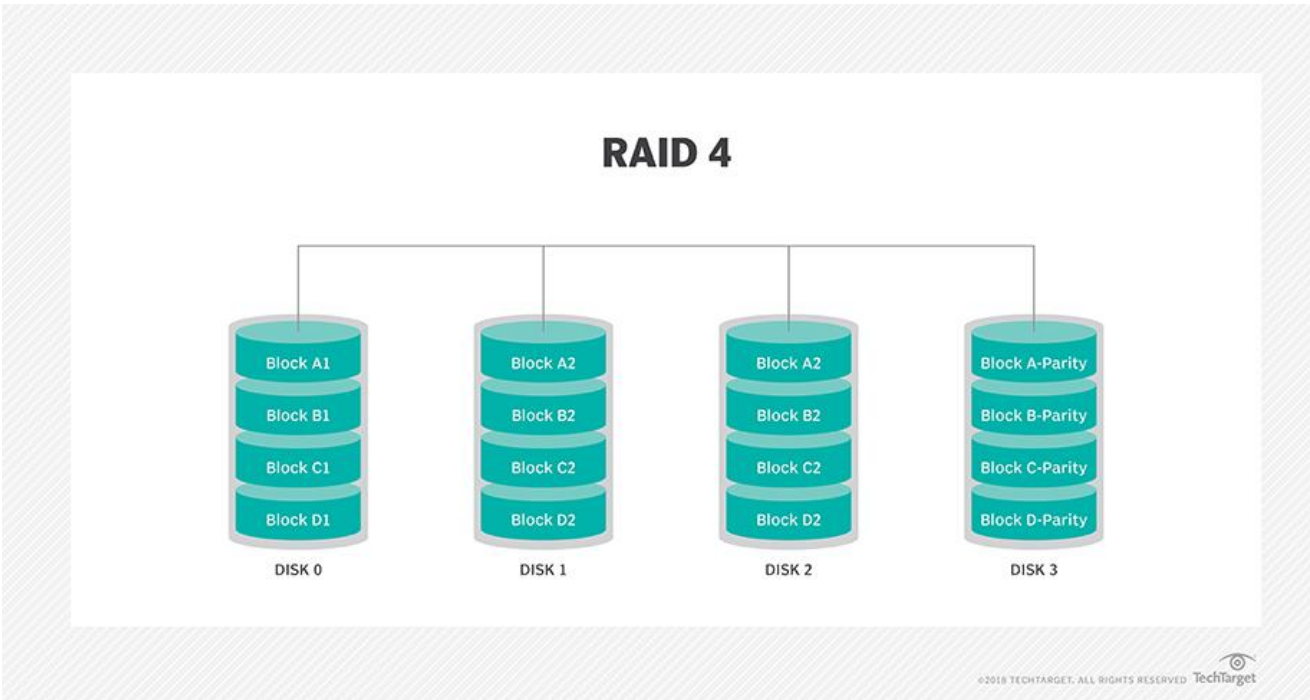 RAID 4
Block A1 Block A2 Block A2 Block A-Parity
Block B1 Block B2 Block B2 Block B-Parity
Block C1 Block C2 Block C2 Block C-Parity
Block D1 Block D2 Block D2 Block D-Parity
DISK 0 DISK 1 DISK 2 DISK 3
©2018 TECHTARGET. ALL RIGHTS RESERVED TechTarget